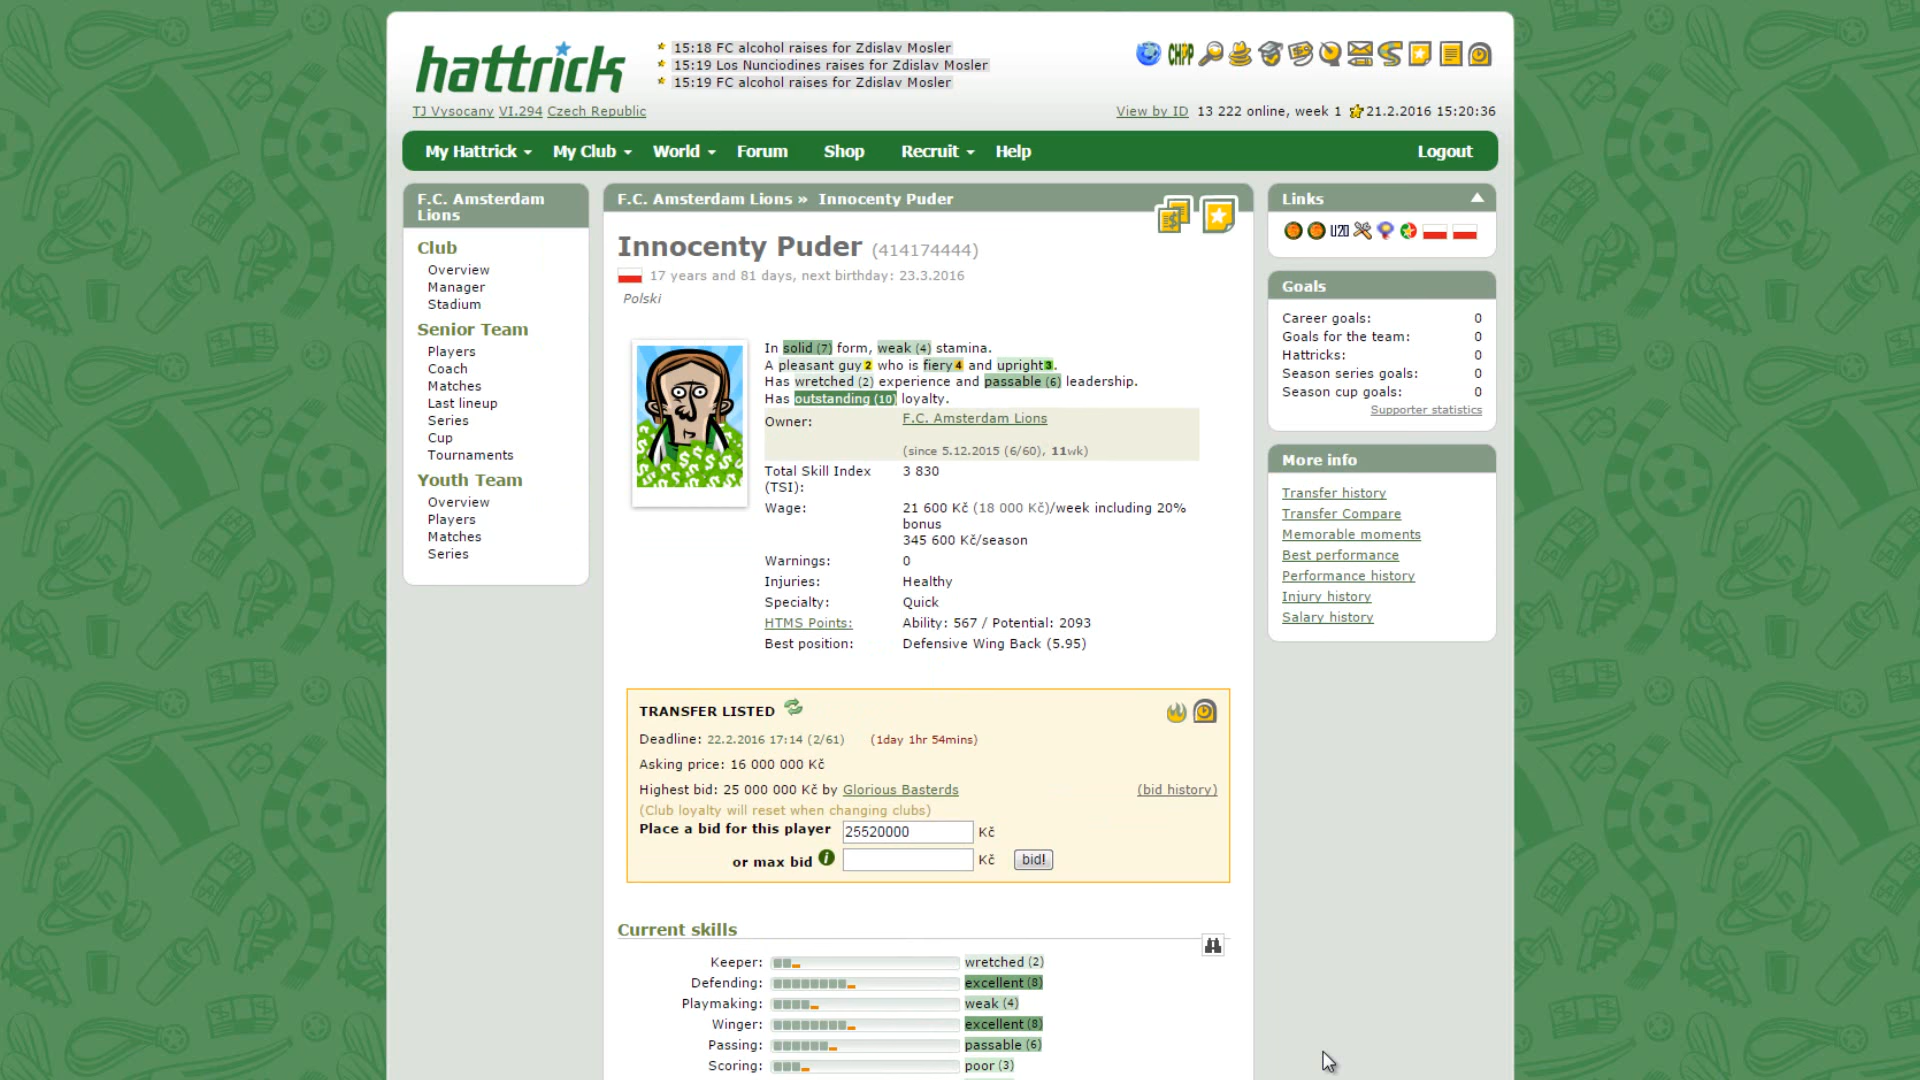 hattrick
15:18 FC alcohol raises for Zdislav Mosler
15:19 Los Nunciodines raises for Zdislav Mosler
15:19 FC alcohol raises for Zdislav Mosler
CHPP
TJ Vysocany VI.294 Czech Republic
View by ID 13 222 online, week 1 21.2.2016 15:20:36
My Hattrick My Club World Forum Shop Recruit Help Logout
F.C. Amsterdam
Lions
Club
Overview
Manager
Stadium
Senior Team
Players
Coach
Matches
Last lineup
Series
Cup
Tournaments
Youth Team
Overview
Players
Matches
Series
F.C. Amsterdam Lions » Innocenty Puder
Innocenty Puder (414174444)
17 years and 81 days, next birthday: 23.3.2016
Polski
In solid (7) form, weak (4) stamina.
A pleasant guy 2 who is fiery 4 and upright 3.
Has wretched (2) experience and passable (6) leadership.
Has outstanding (10) loyalty.
Owner: F.C. Amsterdam Lions
(since 5.12.2015 (6/60), 11wk)
Total Skill Index (TSI): 3 830
Wage: 21 600 Kč (18 000 Kč)/week including 20%
bonus
345 600 Kč/season
Warnings: 0
Injuries: Healthy
Specialty: Quick
HTMS Points: Ability: 567 / Potential: 2093
Best position: Defensive Wing Back (5.95)
TRANSFER LISTED
Deadline: 22.2.2016 17:14 (2/61) (1day 1hr 54mins)
Asking price: 16 000 000 Kč
Highest bid: 25 000 000 Kč by Glorious Basterds (bid history)
(Club loyalty will reset when changing clubs)
Place a bid for this player 25520000 Kč
or max bid Kč bid!
Current skills
Keeper: wretched (2)
Defending: excellent (8)
Playmaking: weak (4)
Winger: excellent (8)
Passing: passable (6)
Scoring: poor (3)
Links
U20
Goals
Career goals: 0
Goals for the team: 0
Hattricks: 0
Season series goals: 0
Season cup goals: 0
Supporter statistics
More info
Transfer history
Transfer Compare
Memorable moments
Best performance
Performance history
Injury history
Salary history